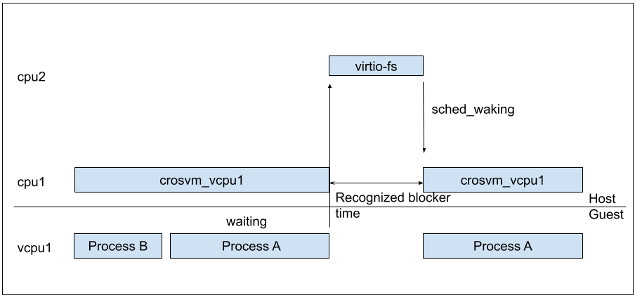 cpu2
virtio-fs
sched_waking
cpu1
crosvm_vcpu1
crosvm_vcpu1
Recognized blocker
time
Host
Guest
waiting
vcpu1
Process B
Process A
Process A